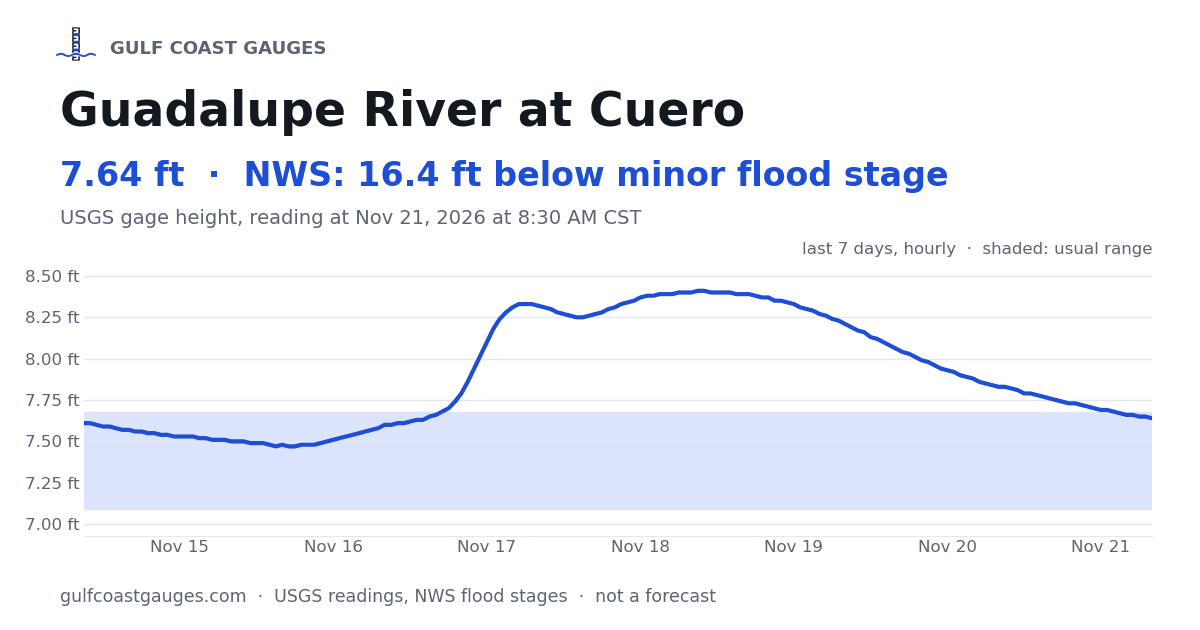 GULF COAST GAUGES
Guadalupe River at Cuero
7.64 ft · NWS: 16.4 ft below minor flood stage
USGS gage height, reading at Nov 21, 2026 at 8:30 AM CST
last 7 days, hourly · shaded: usual range
8.50 ft
8.25 ft
8.00 ft
7.75 ft
7.50 ft
7.25 ft
7.00 ft
Nov 15 Nov 16 Nov 17 Nov 18 Nov 19 Nov 20 Nov 21
gulfcoastgauges.com · USGS readings, NWS flood stages · not a forecast